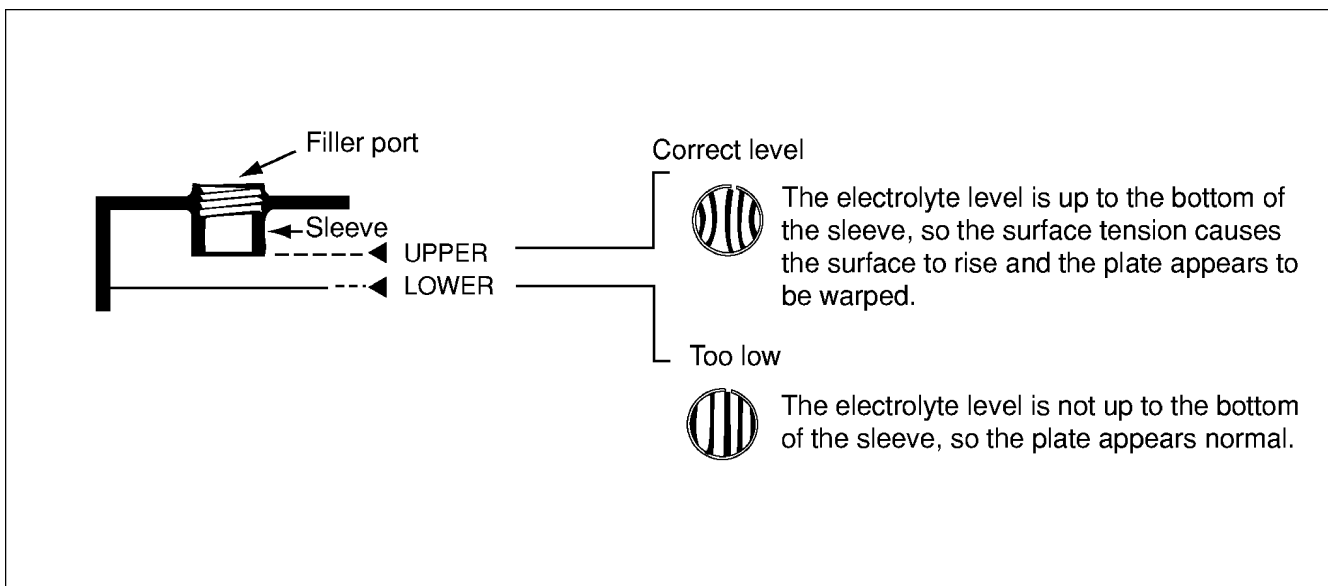 Filler port
Sleeve
UPPER
LOWER
Correct level
The electrolyte level is up to the bottom of
the sleeve, so the surface tension causes
the surface to rise and the plate appears to
be warped.
Too low
The electrolyte level is not up to the bottom
of the sleeve, so the plate appears normal.